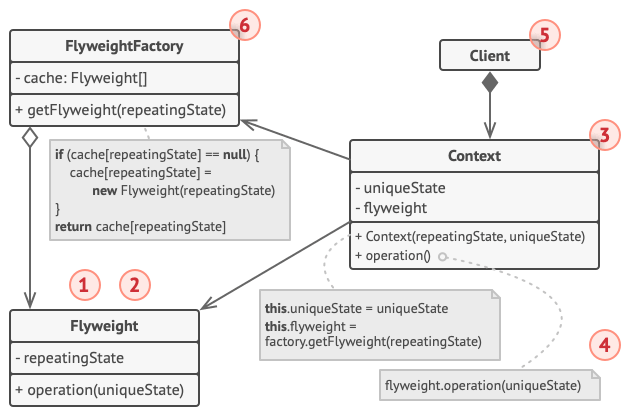 6
FlyweightFactory
- cache: Flyweight[]
+ getFlyweight(repeatingState)
if (cache[repeatingState] == null) {
cache[repeatingState] =
new Flyweight(repeatingState)
}
return cache[repeatingState]
5
Client
3
Context
- uniqueState
- flyweight
+ Context(repeatingState, uniqueState)
+ operation()
this.uniqueState = uniqueState
this.flyweight =
factory.getFlyweight(repeatingState)
4
flyweight.operation(uniqueState)
1 2
Flyweight
- repeatingState
+ operation(uniqueState)